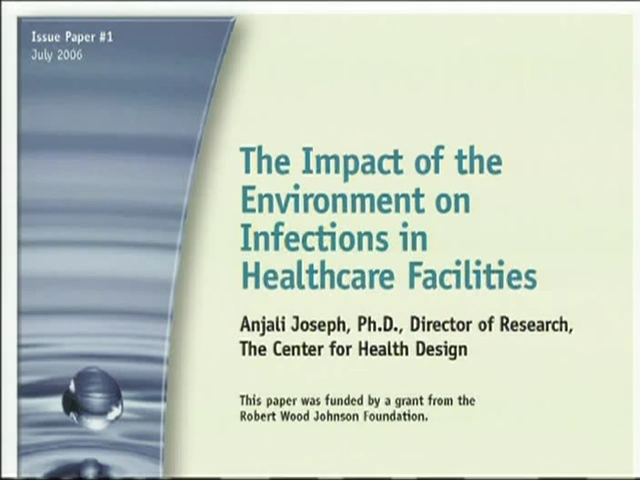 Issue Paper #1
July 2006
The Impact of the
Environment on
Infections in
Healthcare Facilities
Anjali Joseph, Ph.D., Director of Research,
The Center for Health Design
This paper was funded by a grant from the
Robert Wood Johnson Foundation.